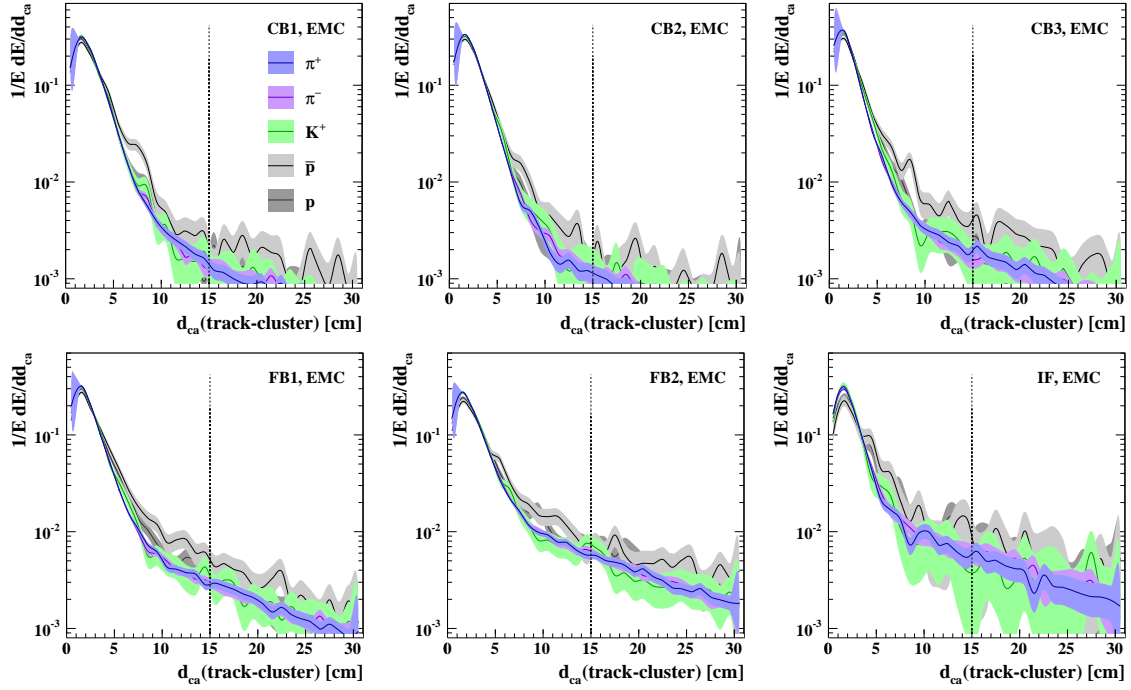 CB1, EMC
1/E dE/dd_ca
π⁺
π⁻
K⁺
p̄
p
10⁻¹
10⁻²
10⁻³
0 5 10 15 20 25 30
d_ca(track-cluster) [cm]
CB2, EMC
1/E dE/dd_ca
10⁻¹
10⁻²
10⁻³
0 5 10 15 20 25 30
d_ca(track-cluster) [cm]
CB3, EMC
1/E dE/dd_ca
10⁻¹
10⁻²
10⁻³
0 5 10 15 20 25 30
d_ca(track-cluster) [cm]
FB1, EMC
1/E dE/dd_ca
10⁻¹
10⁻²
10⁻³
0 5 10 15 20 25 30
d_ca(track-cluster) [cm]
FB2, EMC
1/E dE/dd_ca
10⁻¹
10⁻²
10⁻³
0 5 10 15 20 25 30
d_ca(track-cluster) [cm]
IF, EMC
1/E dE/dd_ca
10⁻¹
10⁻²
10⁻³
0 5 10 15 20 25 30
d_ca(track-cluster) [cm]